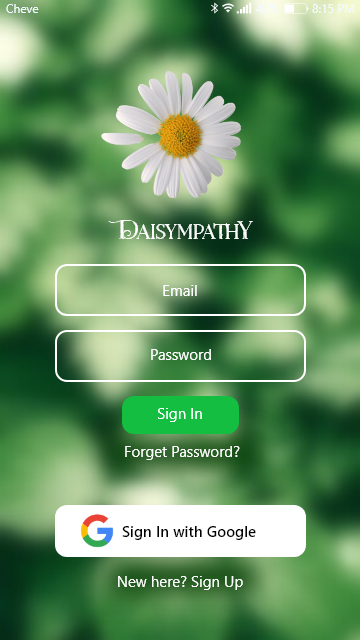 Cheve
8:15 PM
DAISYMPATHY
Email
Password
Sign In
Forget Password?
Sign In with Google
New here? Sign Up